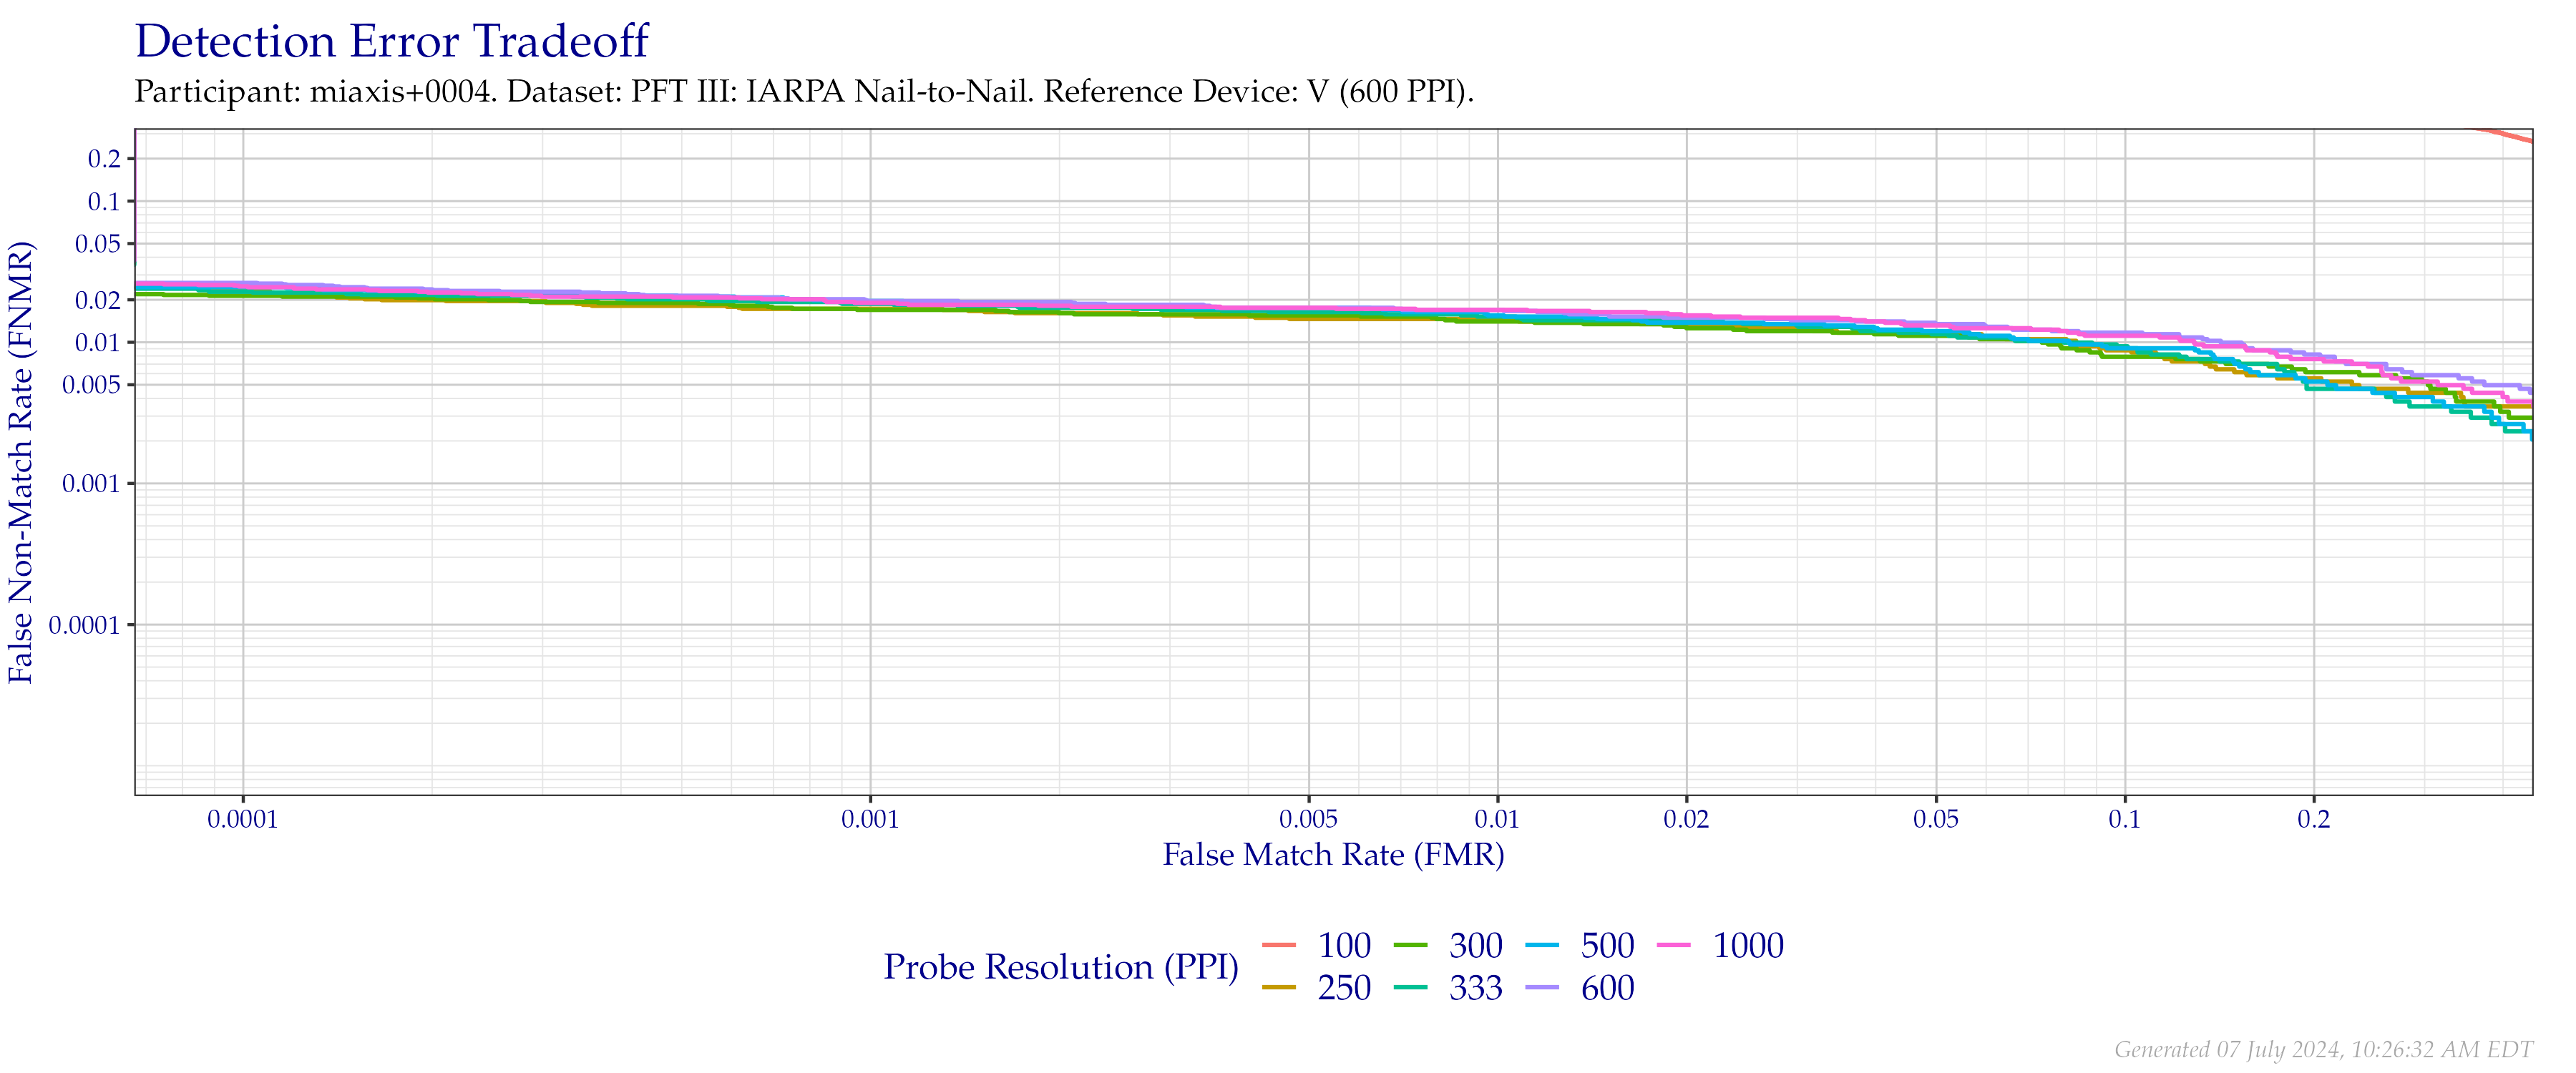 Detection Error Tradeoff
Participant: miaxis+0004. Dataset: PFT III: IARPA Nail-to-Nail. Reference Device: V (600 PPI).
False Non-Match Rate (FNMR)
0.2
0.1
0.05
0.02
0.01
0.005
0.001
0.0001
0.0001 0.001 0.005 0.01 0.02 0.05 0.1 0.2
False Match Rate (FMR)
Probe Resolution (PPI)
100 300 500 1000
250 333 600
Generated 07 July 2024, 10:26:32 AM EDT